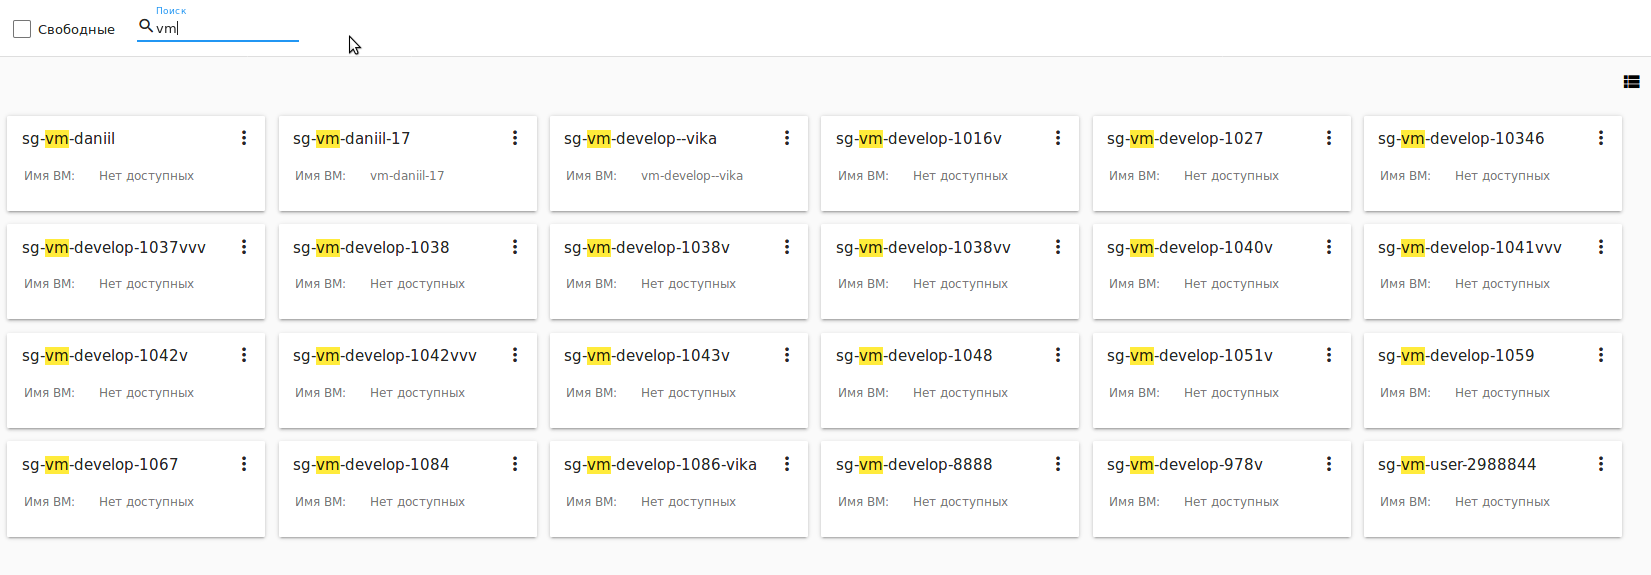 Свободные
Поиск
vm
sg-vm-daniil
Имя ВМ: Нет доступных
sg-vm-daniil-17
Имя ВМ: vm-daniil-17
sg-vm-develop--vika
Имя ВМ: vm-develop--vika
sg-vm-develop-1016v
Имя ВМ: Нет доступных
sg-vm-develop-1027
Имя ВМ: Нет доступных
sg-vm-develop-10346
Имя ВМ: Нет доступных
sg-vm-develop-1037vvv
Имя ВМ: Нет доступных
sg-vm-develop-1038
Имя ВМ: Нет доступных
sg-vm-develop-1038v
Имя ВМ: Нет доступных
sg-vm-develop-1038vv
Имя ВМ: Нет доступных
sg-vm-develop-1040v
Имя ВМ: Нет доступных
sg-vm-develop-1041vvv
Имя ВМ: Нет доступных
sg-vm-develop-1042v
Имя ВМ: Нет доступных
sg-vm-develop-1042vvv
Имя ВМ: Нет доступных
sg-vm-develop-1043v
Имя ВМ: Нет доступных
sg-vm-develop-1048
Имя ВМ: Нет доступных
sg-vm-develop-1051v
Имя ВМ: Нет доступных
sg-vm-develop-1059
Имя ВМ: Нет доступных
sg-vm-develop-1067
Имя ВМ: Нет доступных
sg-vm-develop-1084
Имя ВМ: Нет доступных
sg-vm-develop-1086-vika
Имя ВМ: Нет доступных
sg-vm-develop-8888
Имя ВМ: Нет доступных
sg-vm-develop-978v
Имя ВМ: Нет доступных
sg-vm-user-2988844
Имя ВМ: Нет доступных